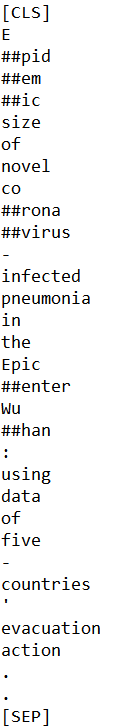 [CLS]
E
##pid
##em
##ic
size
of
novel
co
##rona
##virus
-
infected
pneumonia
in
the
Epic
##enter
Wu
##han
:
using
data
of
five
-
countries
'
evacuation
action
.
.
[SEP]